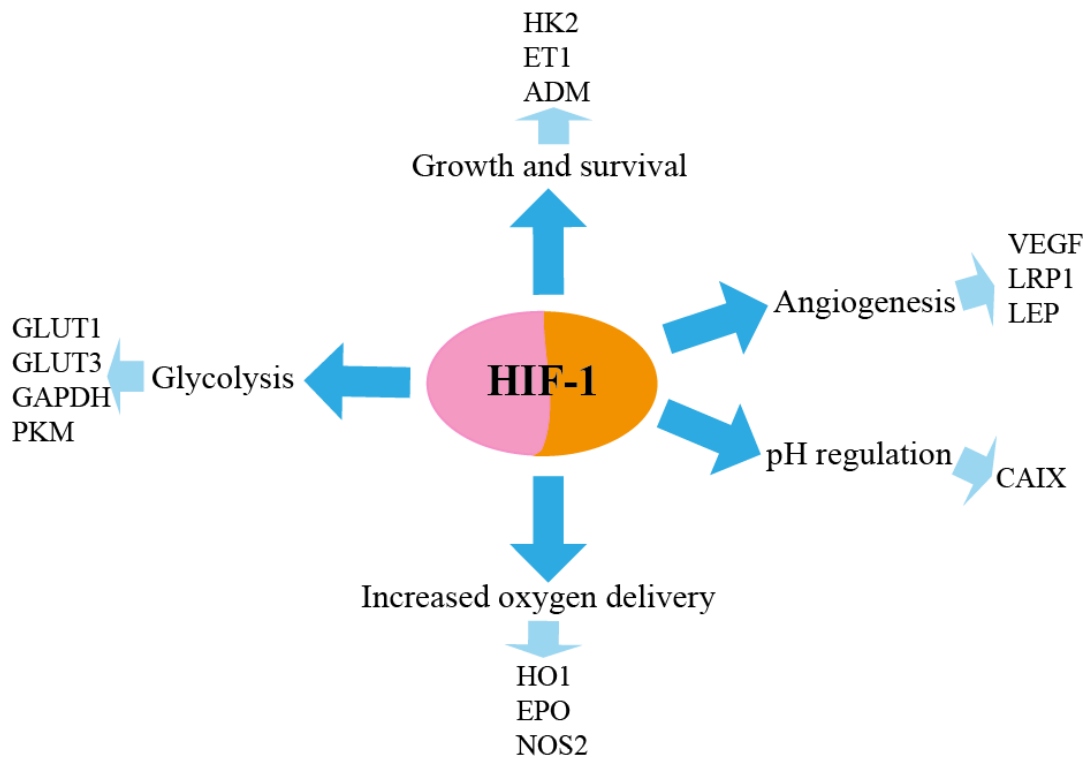 HK2
ET1
ADM
Growth and survival
VEGF
LRP1
LEP
Angiogenesis
GLUT1
GLUT3
GAPDH
PKM
Glycolysis
HIF-1
pH regulation
CAIX
Increased oxygen delivery
HO1
EPO
NOS2